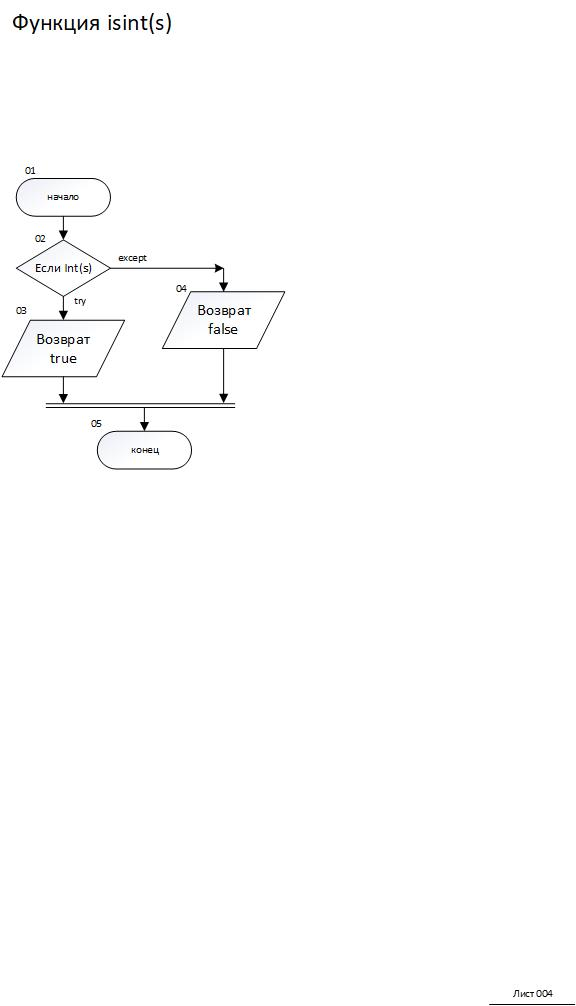 Функция isint(s)
01
начало
02
Если Int(s)
except
try
03
Возврат
true
04
Возврат
false
05
конец
Лист 004